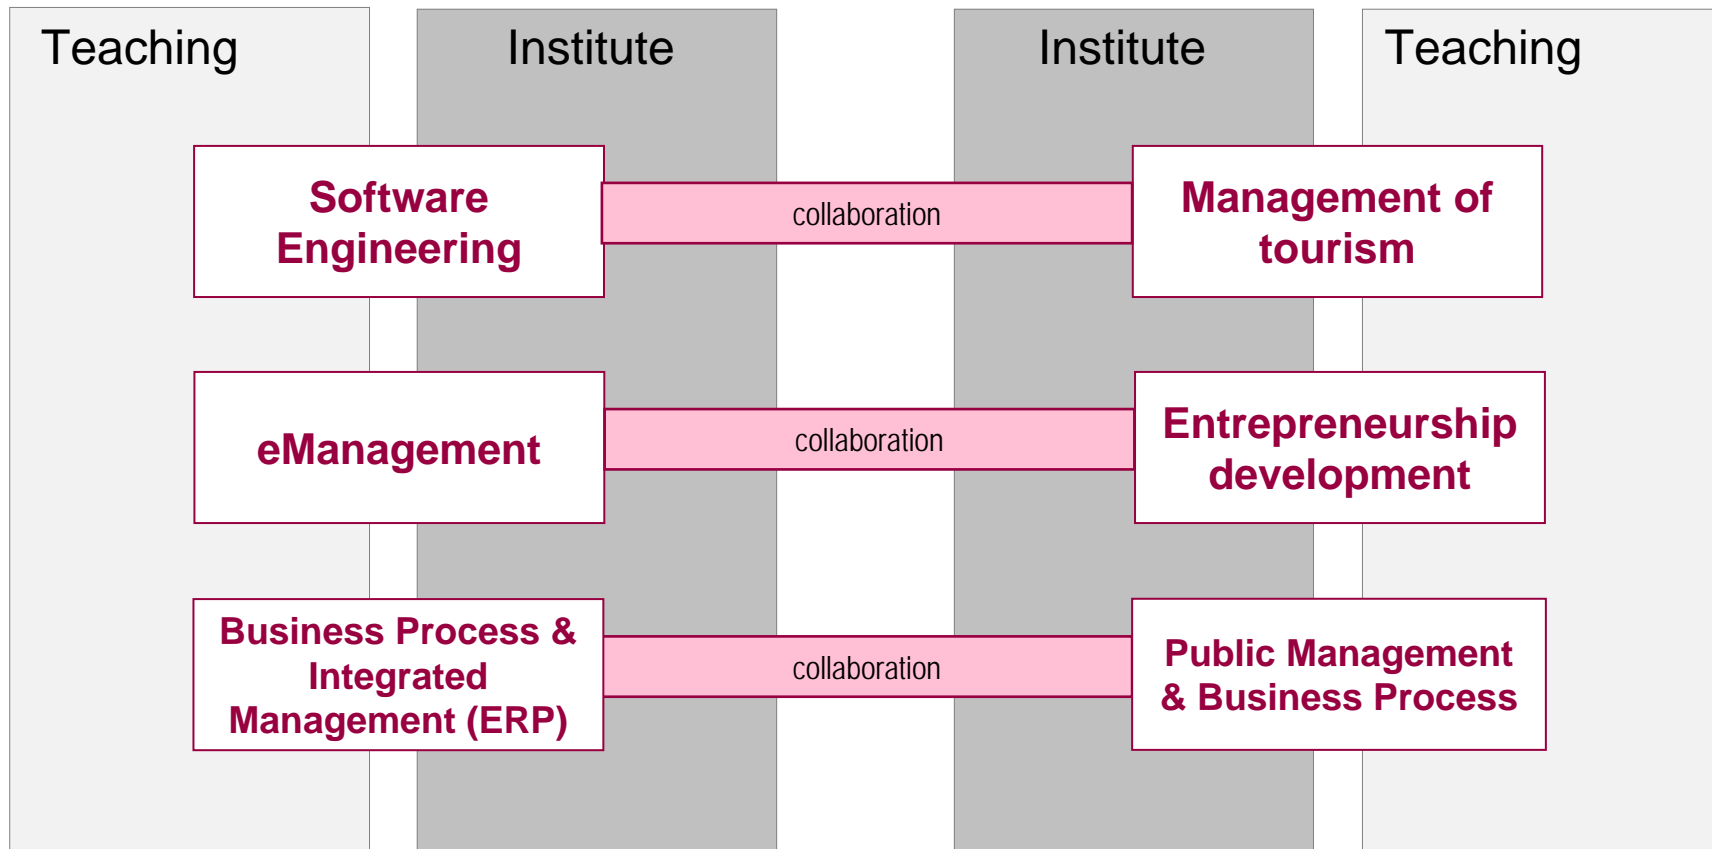 Teaching
Institute
Institute
Teaching
Software
Engineering
collaboration
Management of
tourism
eManagement
collaboration
Entrepreneurship
development
Business Process &
Integrated
Management (ERP)
collaboration
Public Management
& Business Process